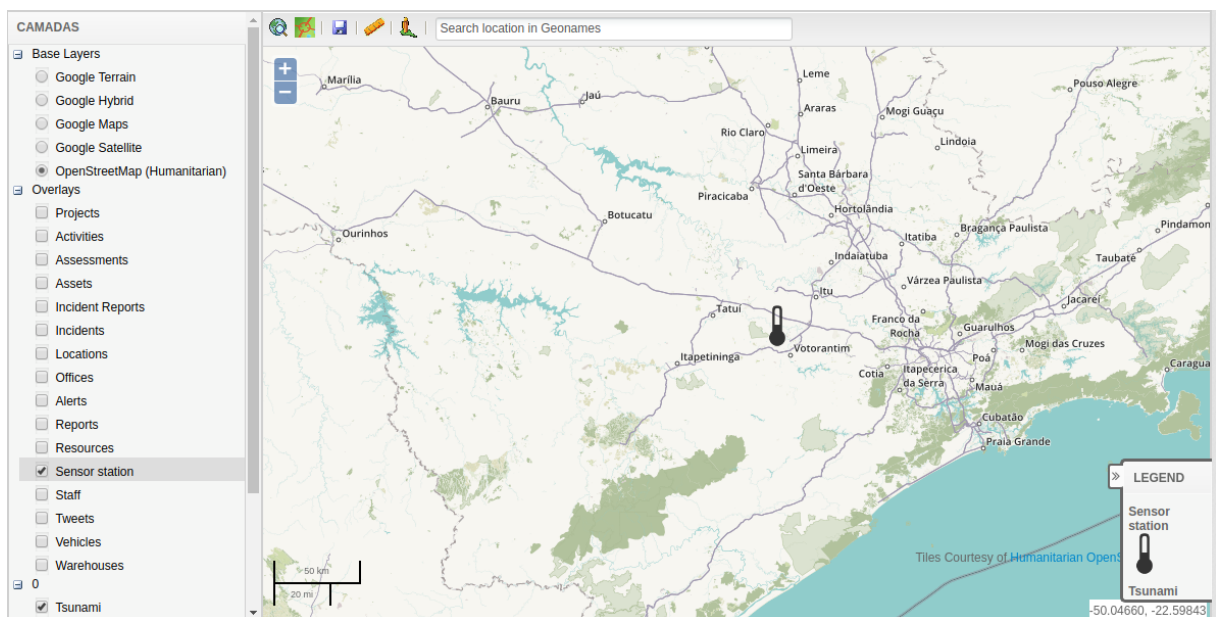 CAMADAS
Base Layers
Google Terrain
Google Hybrid
Google Maps
Google Satellite
OpenStreetMap (Humanitarian)
Overlays
Projects
Activities
Assessments
Assets
Incident Reports
Incidents
Locations
Offices
Alerts
Reports
Resources
Sensor station
Staff
Tweets
Vehicles
Warehouses
0
Tsunami
Search location in Geonames
+
−
Marília
Bauru
Jaú
Leme
Araras
Mogi Guaçu
Pouso Alegre
Rio Claro
Limeira
Lindoia
Santa Bárbara
d'Oeste
Piracicaba
Hortolândia
Botucatu
Ourinhos
Itatiba
Bragança Paulista
Pindamon
Indaiatuba
Taubaté
Várzea Paulista
Itu
Jacareí
Tatuí
Franco da
Rocha
Guarulhos
Votorantim
Mogi das Cruzes
Poá
Itapetininga
Cotia
Itapecerica
da Serra
Mauá
Caragua
Cubatão
Praia Grande
50 km
20 mi
Tiles Courtesy of Humanitarian OpenS
»
LEGEND
Sensor
station
Tsunami
-50.04660, -22.59843